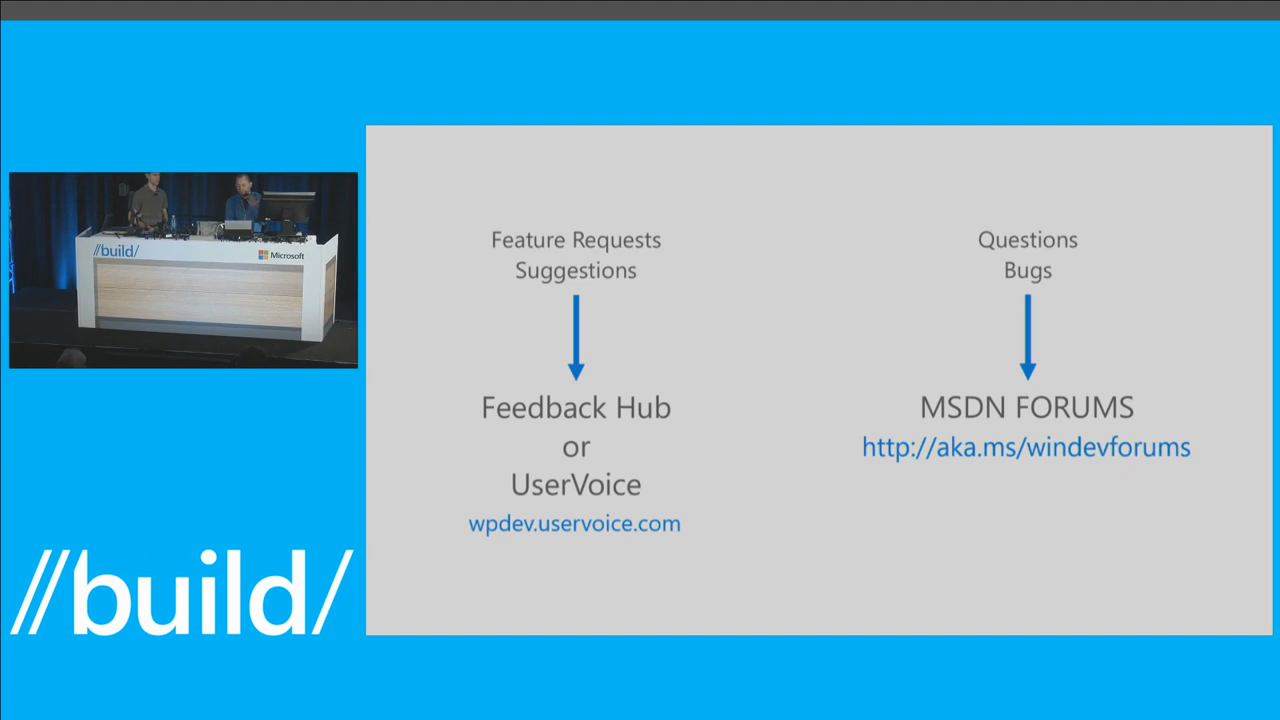 //build/
Microsoft
//build/
Feature Requests
Suggestions
Feedback Hub
or
UserVoice
wpdev.uservoice.com
Questions
Bugs
MSDN FORUMS
http://aka.ms/windevforums